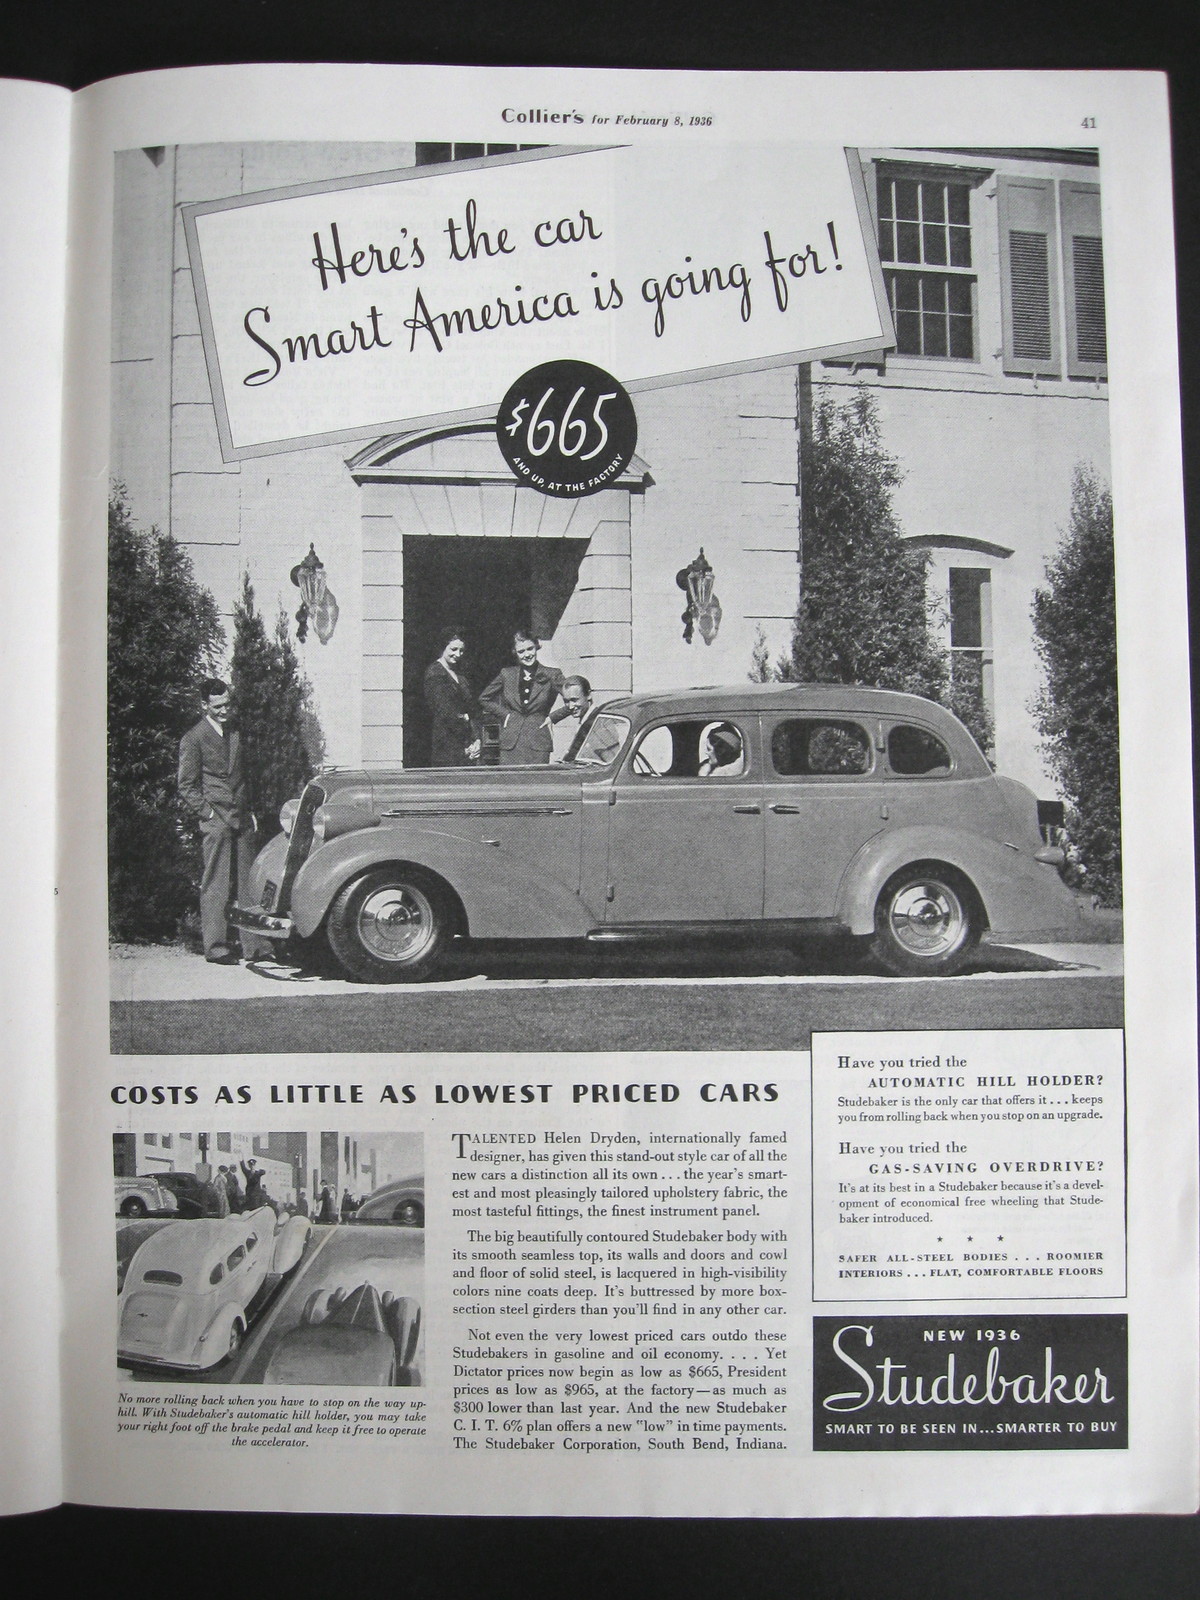 Collier's for February 8, 1936
41
Here's the car
Smart America is going for!
$665
AND UP, AT THE FACTORY
COSTS AS LITTLE AS LOWEST PRICED CARS
No more rolling back when you have to stop on the way up-
hill. With Studebaker's automatic hill holder, you may take
your right foot off the brake pedal and keep it free to operate
the accelerator.
TALENTED Helen Dryden, internationally famed
designer, has given this stand-out style car of all the
new cars a distinction all its own . . . the year's smart-
est and most pleasingly tailored upholstery fabric, the
most tasteful fittings, the finest instrument panel.
The big beautifully contoured Studebaker body with
its smooth seamless top, its walls and doors and cowl
and floor of solid steel, is lacquered in high-visibility
colors nine coats deep. It's buttressed by more box-
section steel girders than you'll find in any other car.
Not even the very lowest priced cars outdo these
Studebakers in gasoline and oil economy. . . . Yet
Dictator prices now begin as low as $665, President
prices as low as $965, at the factory—as much as
$300 lower than last year. And the new Studebaker
C. I. T. 6% plan offers a new "low" in time payments.
The Studebaker Corporation, South Bend, Indiana.
Have you tried the
AUTOMATIC HILL HOLDER?
Studebaker is the only car that offers it . . . keeps
you from rolling back when you stop on an upgrade.
Have you tried the
GAS-SAVING OVERDRIVE?
It's at its best in a Studebaker because it's a devel-
opment of economical free wheeling that Stude-
baker introduced.
★ ★ ★
SAFER ALL-STEEL BODIES . . . ROOMIER
INTERIORS . . . FLAT, COMFORTABLE FLOORS
NEW 1936
Studebaker
SMART TO BE SEEN IN...SMARTER TO BUY